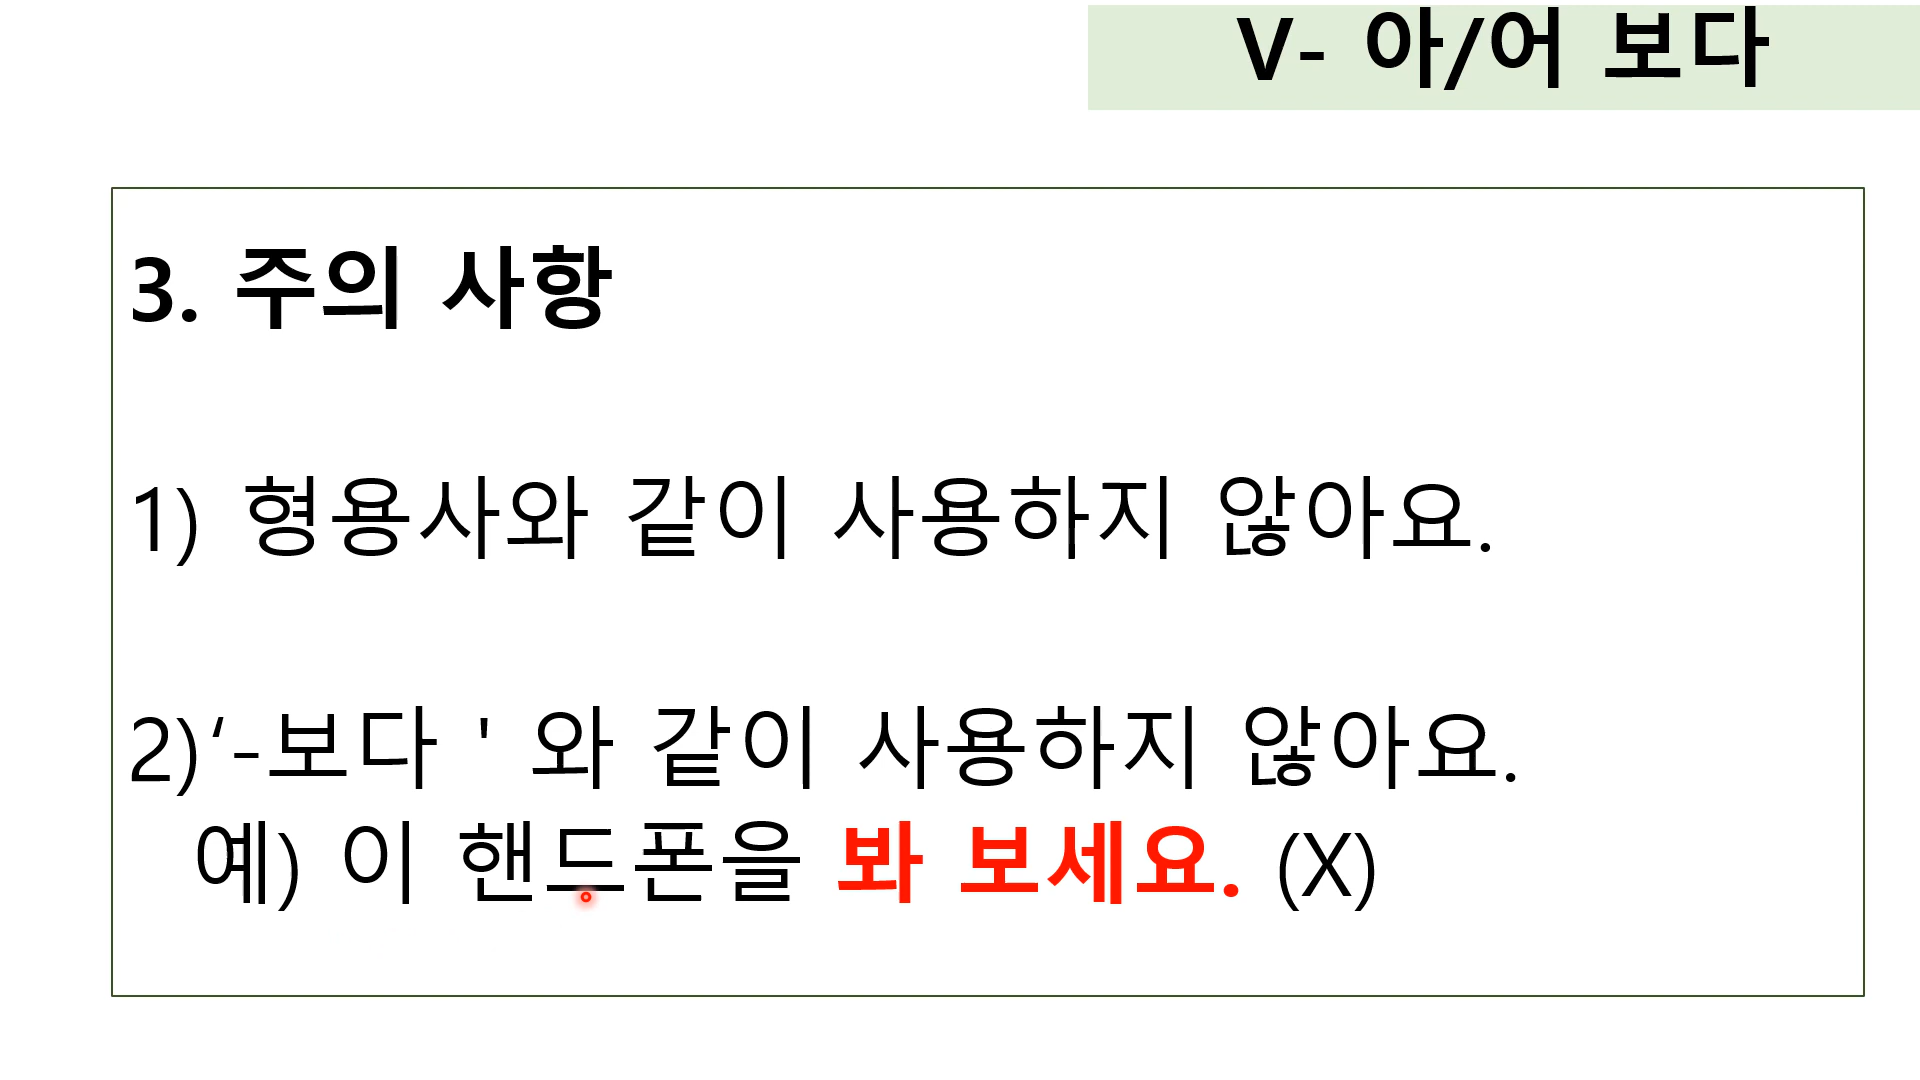 V- 아/어 보다
3. 주의 사항
1) 형용사와 같이 사용하지 않아요.
2)‘-보다 ' 와 같이 사용하지 않아요.
예) 이 핸드폰을 봐 보세요. (X)